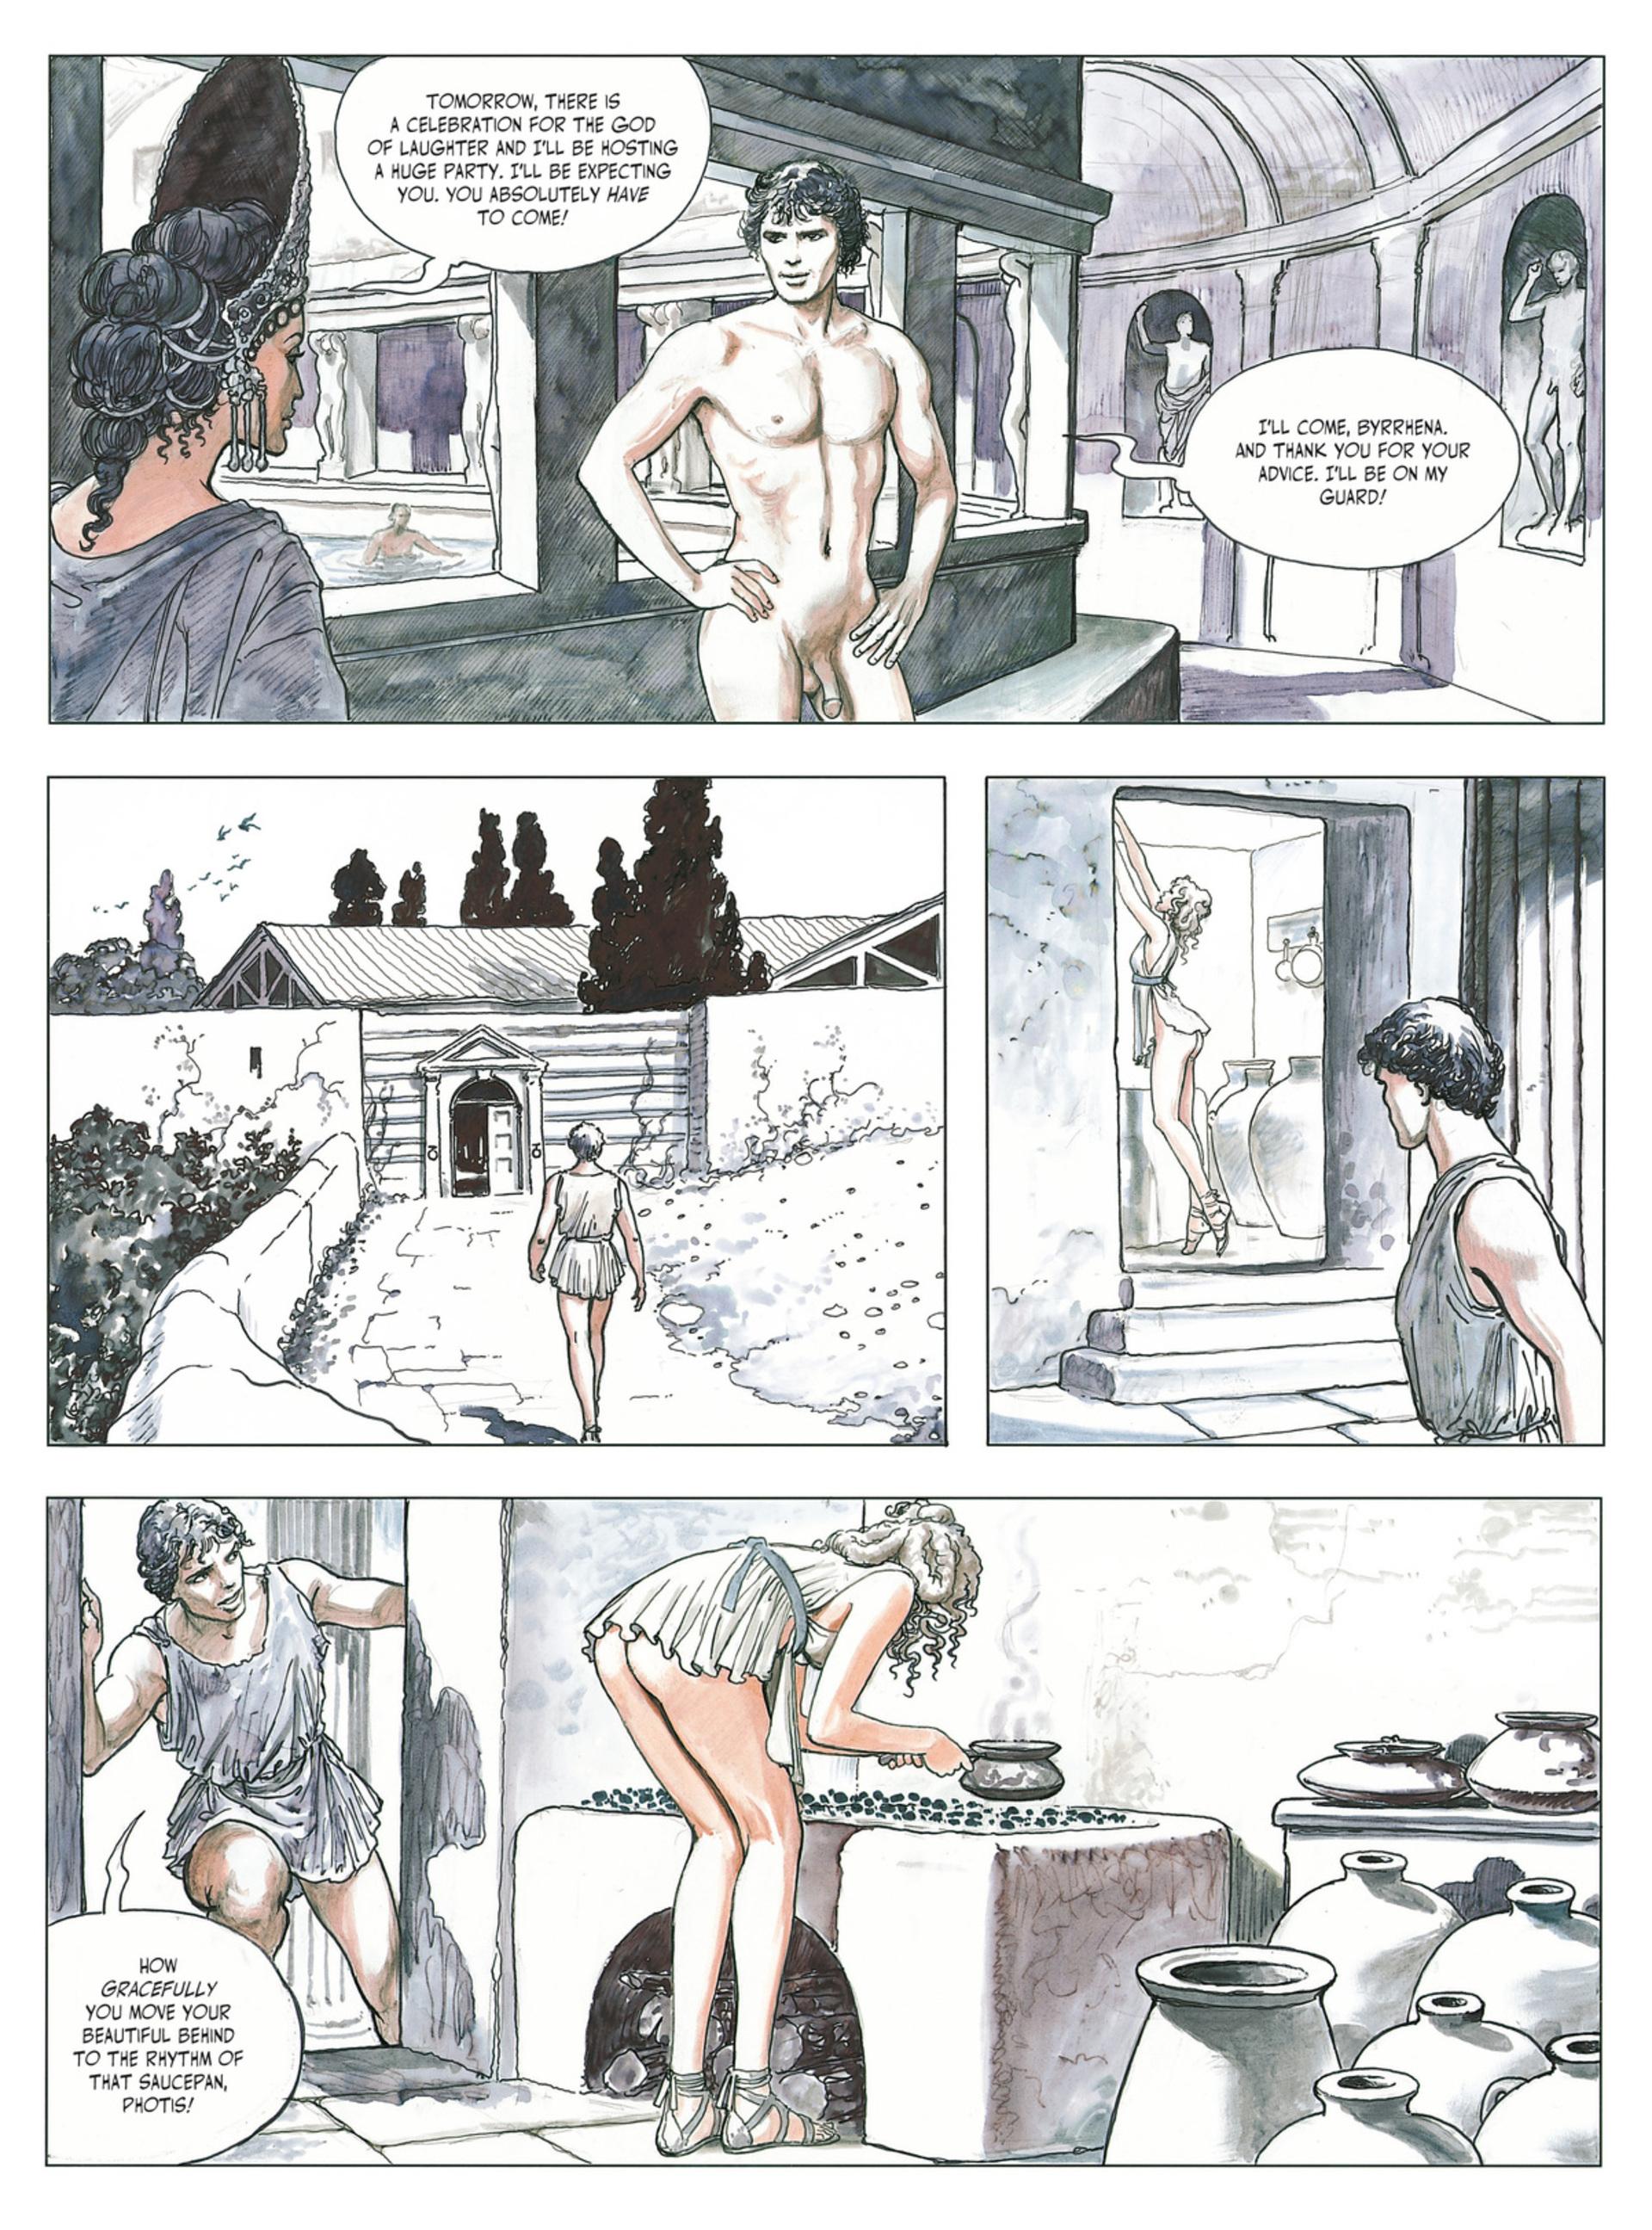 TOMORROW, THERE IS
A CELEBRATION FOR THE GOD
OF LAUGHTER AND I'LL BE HOSTING
A HUGE PARTY. I'LL BE EXPECTING
YOU. YOU ABSOLUTELY HAVE
TO COME!
I'LL COME, BYRRHENA.
AND THANK YOU FOR YOUR
ADVICE. I'LL BE ON MY
GUARD!
HOW
GRACEFULLY
YOU MOVE YOUR
BEAUTIFUL BEHIND
TO THE RHYTHM OF
THAT SAUCEPAN,
PHOTIS!